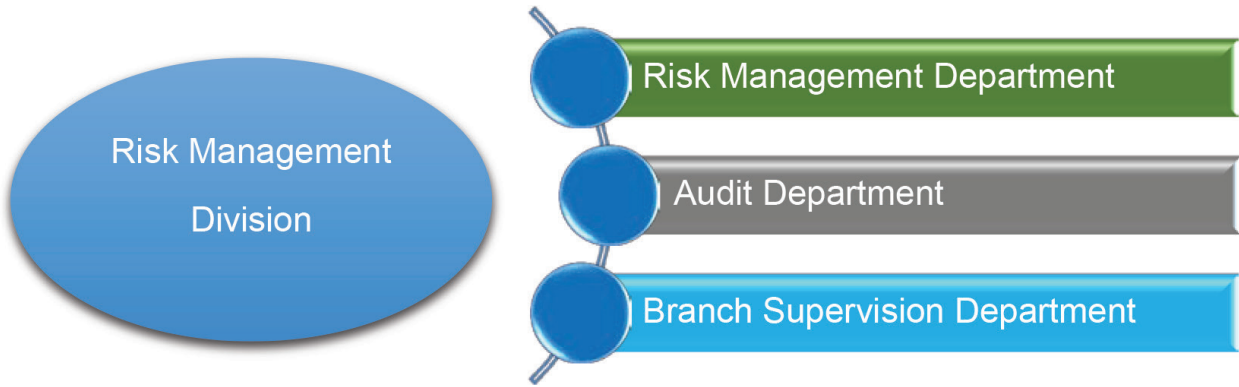 Risk Management
Division
Risk Management Department
Audit Department
Branch Supervision Department